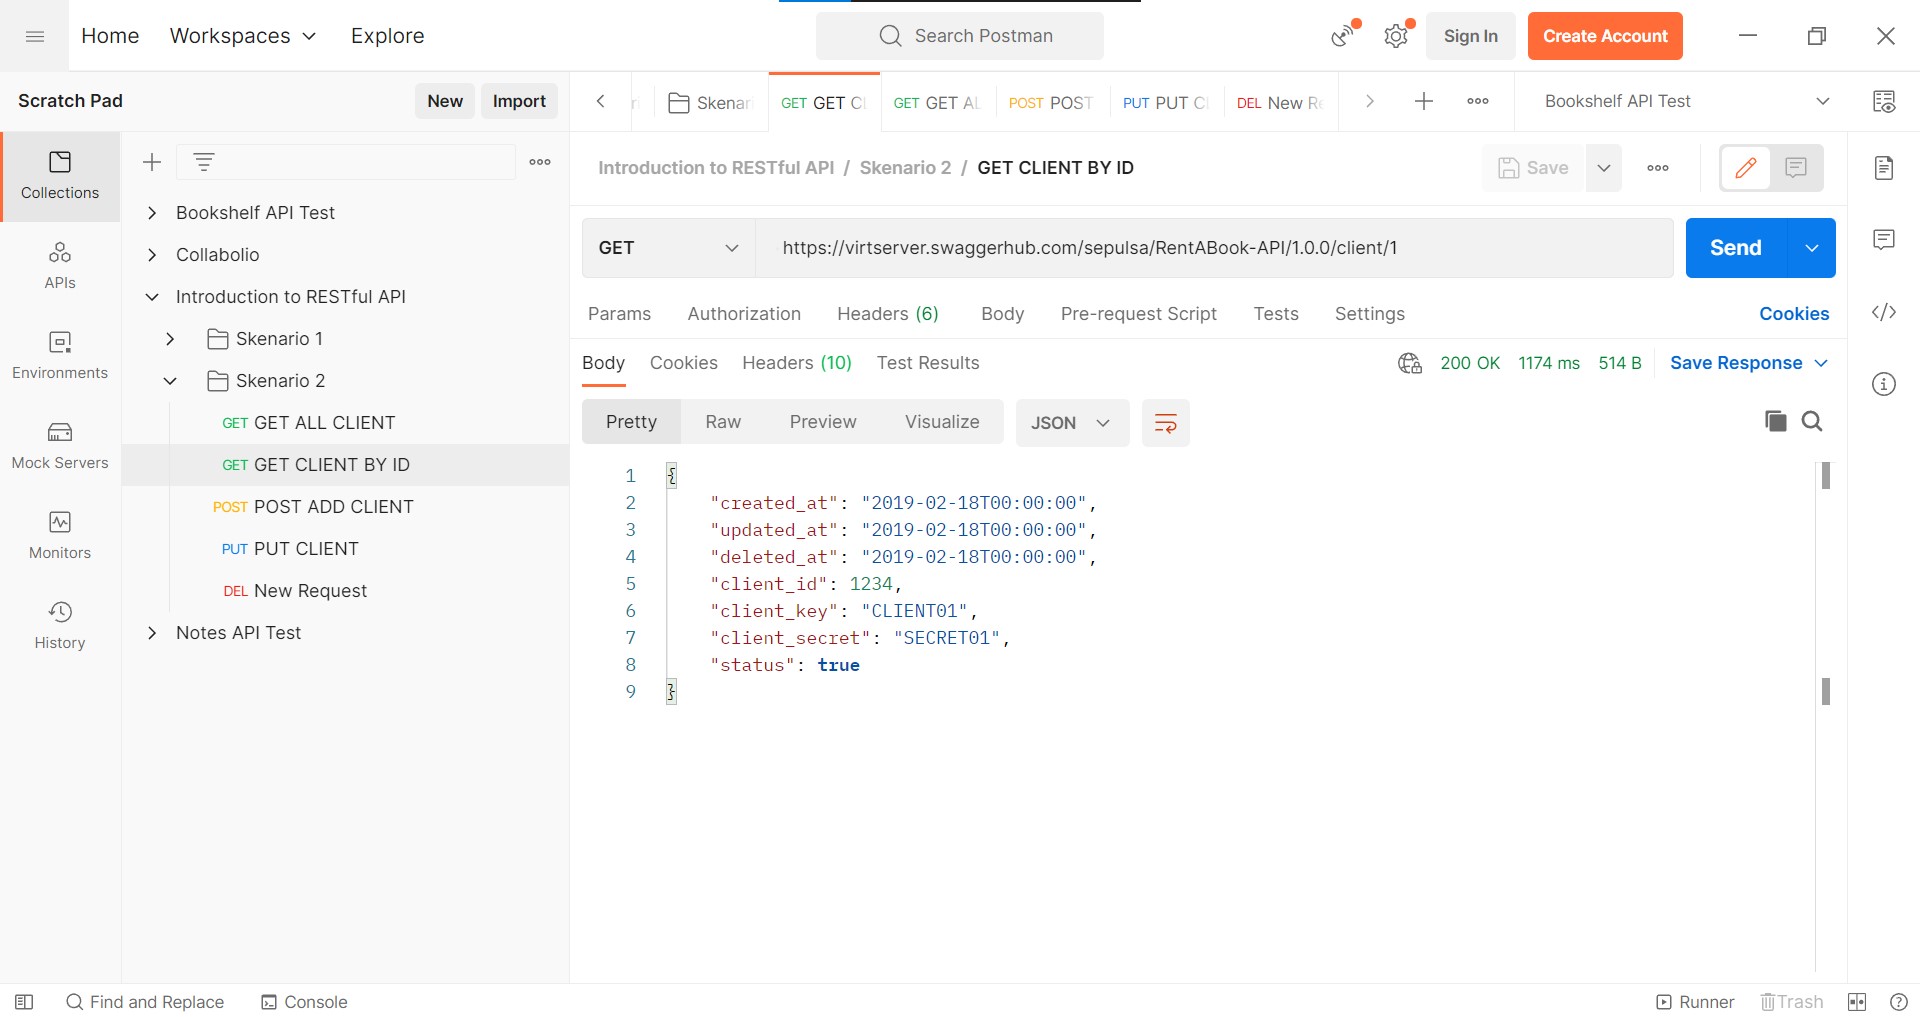 Home Workspaces Explore Search Postman Sign In Create Account
Scratch Pad New Import
Skenar GET GET C GET GET AL POST POST PUT PUT C DEL New Re Bookshelf API Test
Collections
APIs
Environments
Mock Servers
Monitors
History
Bookshelf API Test
Collabolio
Introduction to RESTful API
Skenario 1
Skenario 2
GET GET ALL CLIENT
GET GET CLIENT BY ID
POST POST ADD CLIENT
PUT PUT CLIENT
DEL New Request
Notes API Test
Introduction to RESTful API / Skenario 2 / GET CLIENT BY ID Save
GET https://virtserver.swaggerhub.com/sepulsa/RentABook-API/1.0.0/client/1 Send
Params Authorization Headers (6) Body Pre-request Script Tests Settings Cookies
Body Cookies Headers (10) Test Results 200 OK 1174 ms 514 B Save Response
Pretty Raw Preview Visualize JSON
1 {
2 "created_at": "2019-02-18T00:00:00",
3 "updated_at": "2019-02-18T00:00:00",
4 "deleted_at": "2019-02-18T00:00:00",
5 "client_id": 1234,
6 "client_key": "CLIENT01",
7 "client_secret": "SECRET01",
8 "status": true
9 }
Find and Replace Console Runner Trash